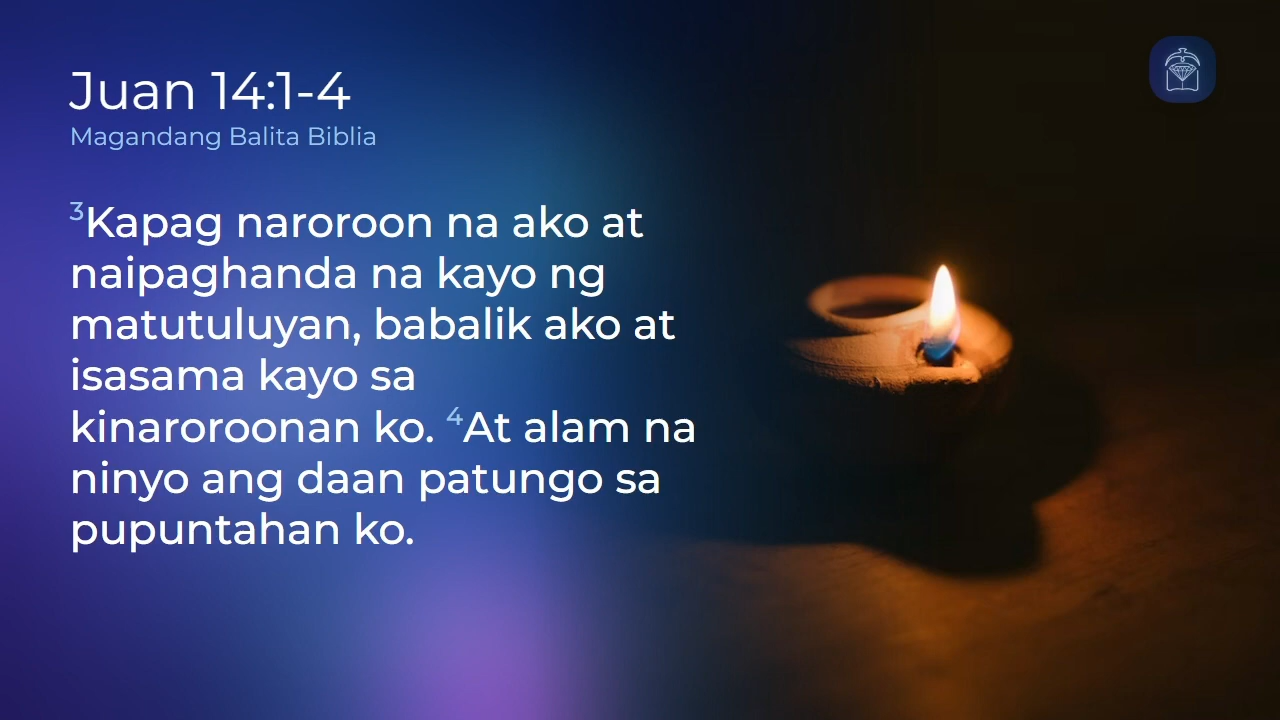 Juan 14:1-4
Magandang Balita Biblia
³Kapag naroroon na ako at
naipaghanda na kayo ng
matutuluyan, babalik ako at
isasama kayo sa
kinaroroonan ko. ⁴At alam na
ninyo ang daan patungo sa
pupuntahan ko.